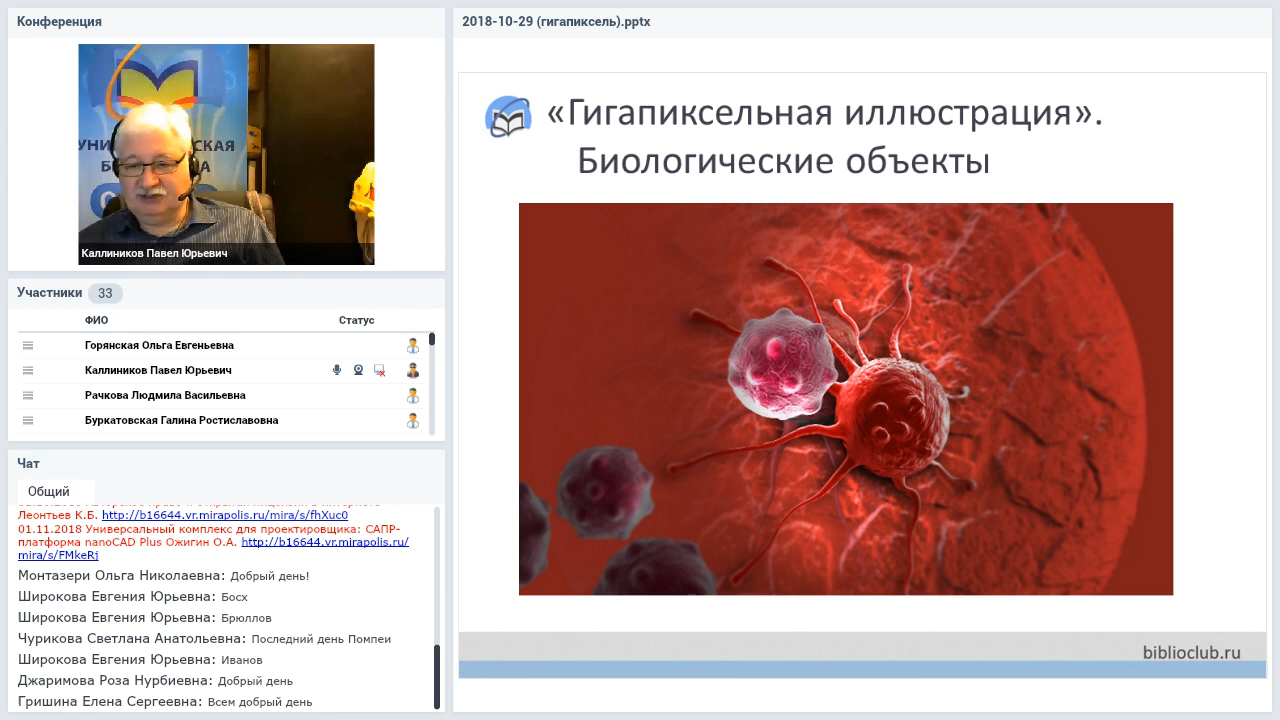 Конференция
УНИ
СКАЯ
Каллиников Павел Юрьевич
Участники 33
ФИО Статус
Горянская Ольга Евгеньевна
Каллиников Павел Юрьевич
Рачкова Людмила Васильевна
Буркатовская Галина Ростиславовна
Чат
Общий
Леонтьев К.Б. http://b16644.vr.mirapolis.ru/mira/s/fhXuc0
01.11.2018 Универсальный комплекс для проектировщика: САПР-
платформа nanoCAD Plus Ожигин О.А. http://b16644.vr.mirapolis.ru/
mira/s/FMkeRj
Монтазери Ольга Николаевна: Добрый день!
Широкова Евгения Юрьевна: Босх
Широкова Евгения Юрьевна: Брюллов
Чурикова Светлана Анатольевна: Последний день Помпеи
Широкова Евгения Юрьевна: Иванов
Джаримова Роза Нурбиевна: Добрый день
Гришина Елена Сергеевна: Всем добрый день
2018-10-29 (гигапиксель).pptx
«Гигапиксельная иллюстрация».
Биологические объекты
biblioclub.ru